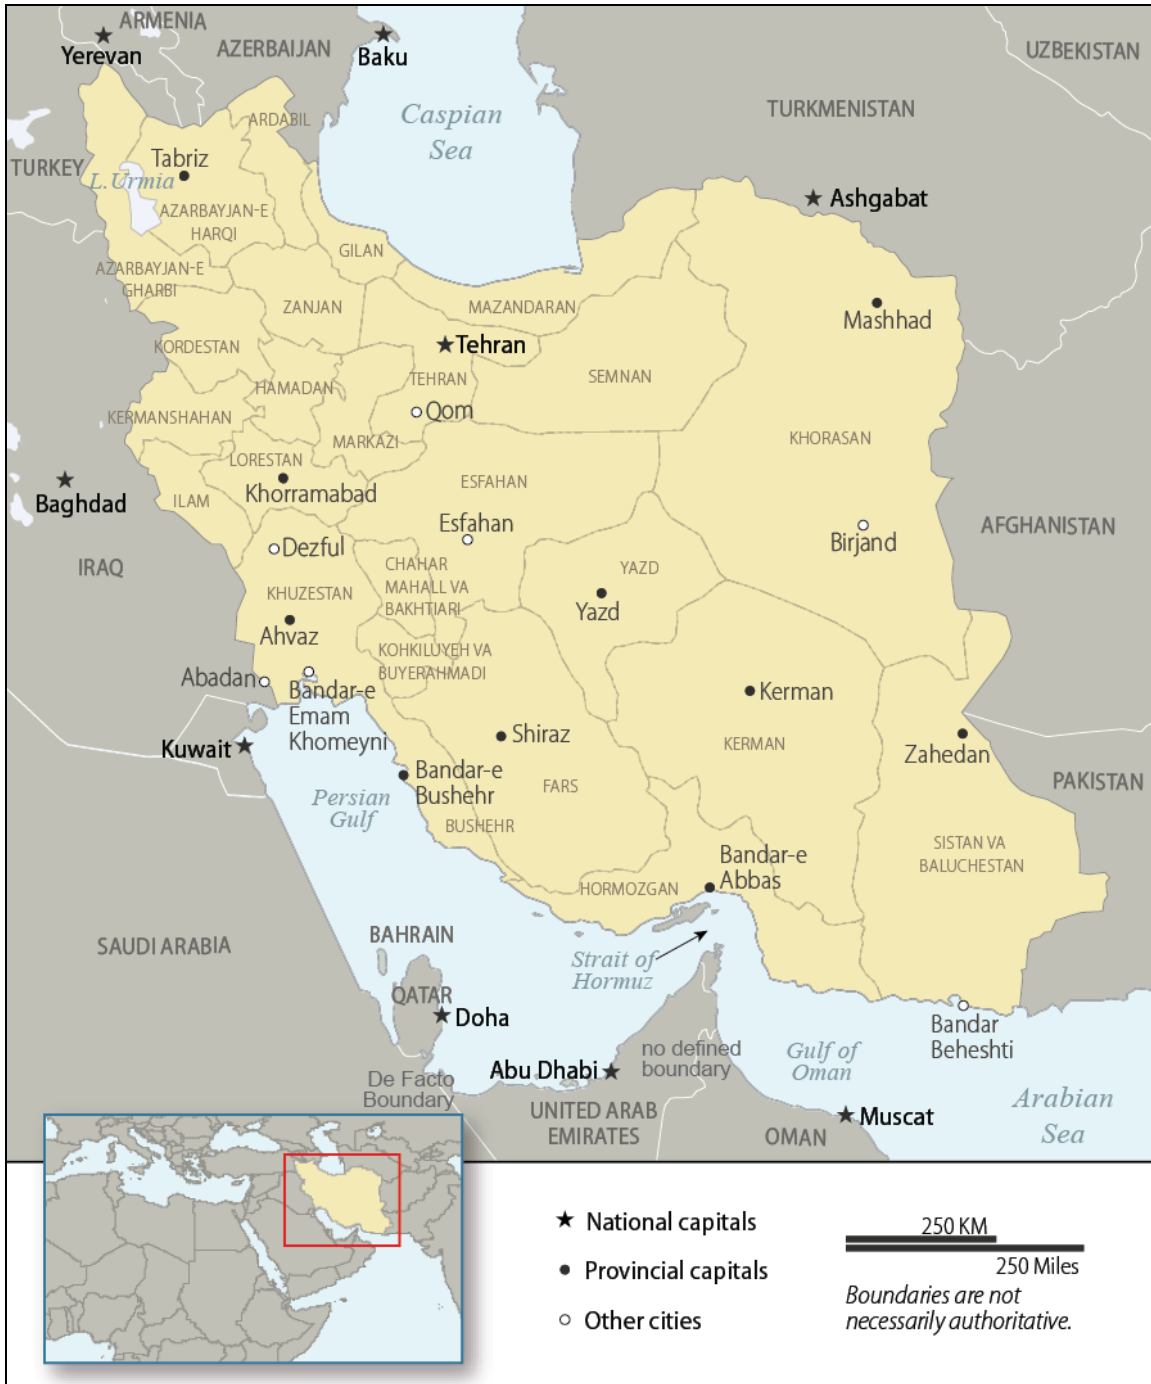 ARMENIA
Yerevan
AZERBAIJAN
Baku
UZBEKISTAN
Caspian
Sea
TURKMENISTAN
ARDABIL
TURKEY
Tabriz
L.Urmia
Ashgabat
AZARBAYJAN-E
HARQI
GILAN
AZARBAYJAN-E
GHARBI
ZANJAN
MAZANDARAN
Mashhad
KORDESTAN
Tehran
HAMADAN
TEHRAN
SEMNAN
KERMANSHAHAN
Qom
MARKAZI
KHORASAN
LORESTAN
Khorramabad
ESFAHAN
Baghdad
ILAM
Esfahan
AFGHANISTAN
Birjand
Dezful
IRAQ
CHAHAR
MAHALL VA
BAKHTIARI
YAZD
KHUZESTAN
Yazd
Ahvaz
KOHKILUYEH VA
BUYERAHMADI
Abadan
Bandar-e
Emam
Khomeyni
Kerman
Shiraz
KERMAN
Zahedan
Kuwait
Bandar-e
Bushehr
FARS
PAKISTAN
Persian
Gulf
BUSHEHR
SISTAN VA
BALUCHESTAN
Bandar-e
Abbas
HORMOZGAN
SAUDI ARABIA
BAHRAIN
Strait of
Hormuz
QATAR
Doha
Bandar
Beheshti
no defined
boundary
Gulf of
Oman
Abu Dhabi
De Facto
Boundary
UNITED ARAB
EMIRATES
OMAN
Muscat
Arabian
Sea
National capitals
Provincial capitals
Other cities
250 KM
250 Miles
Boundaries are not
necessarily authoritative.